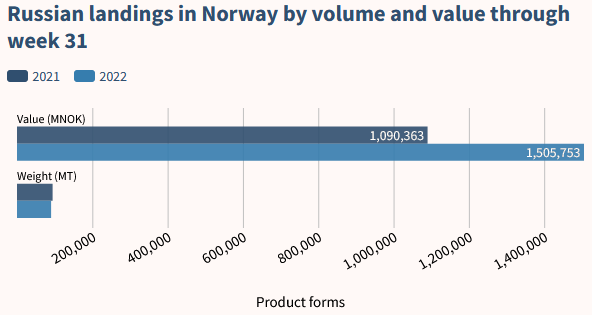 Russian landings in Norway by volume and value through
week 31
2021 2022
Value (MNOK)
1,090,363
1,505,753
Weight (MT)
200,000 400,000 600,000 800,000 1,000,000 1,200,000 1,400,000
Product forms